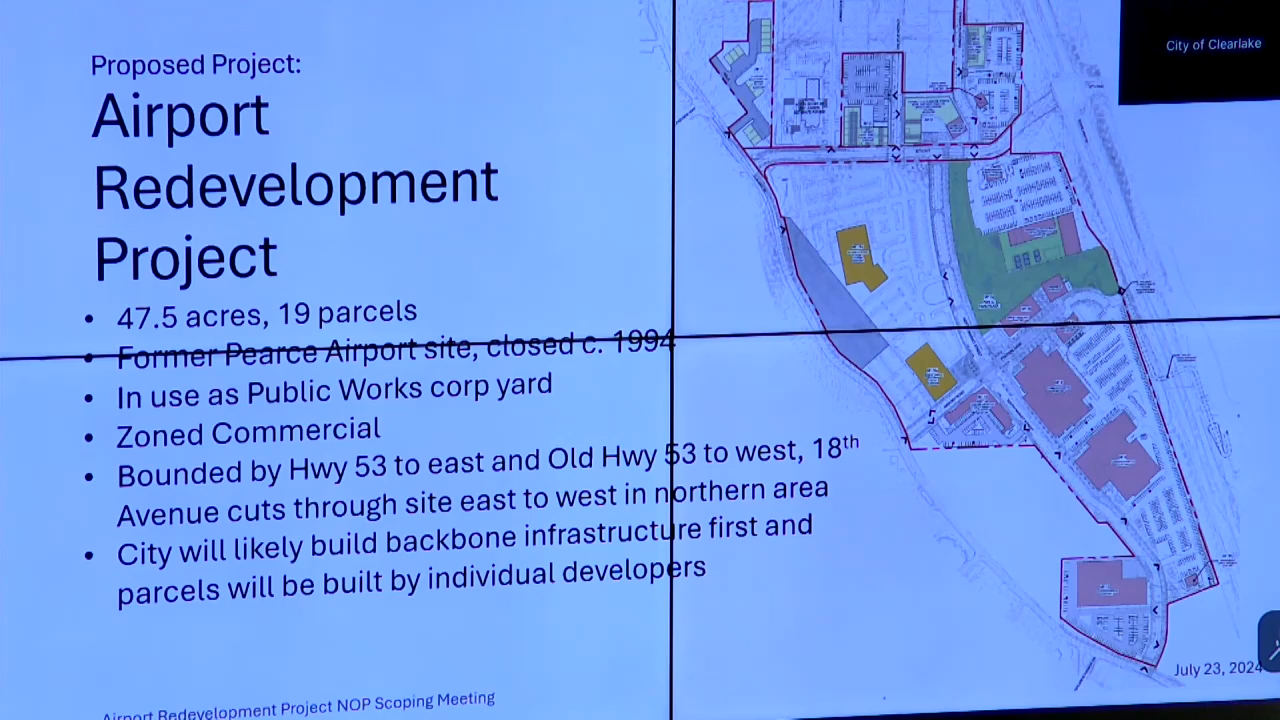 City of Clearlake
Proposed Project:
Airport
Redevelopment
Project
• 47.5 acres, 19 parcels
• Former Pearce Airport site, closed c. 1994
• In use as Public Works corp yard
• Zoned Commercial
• Bounded by Hwy 53 to east and Old Hwy 53 to west, 18th
Avenue cuts through site east to west in northern area
• City will likely build backbone infrastructure first and
parcels will be built by individual developers
July 23, 2024
Airport Redevelopment Project NOP Scoping Meeting